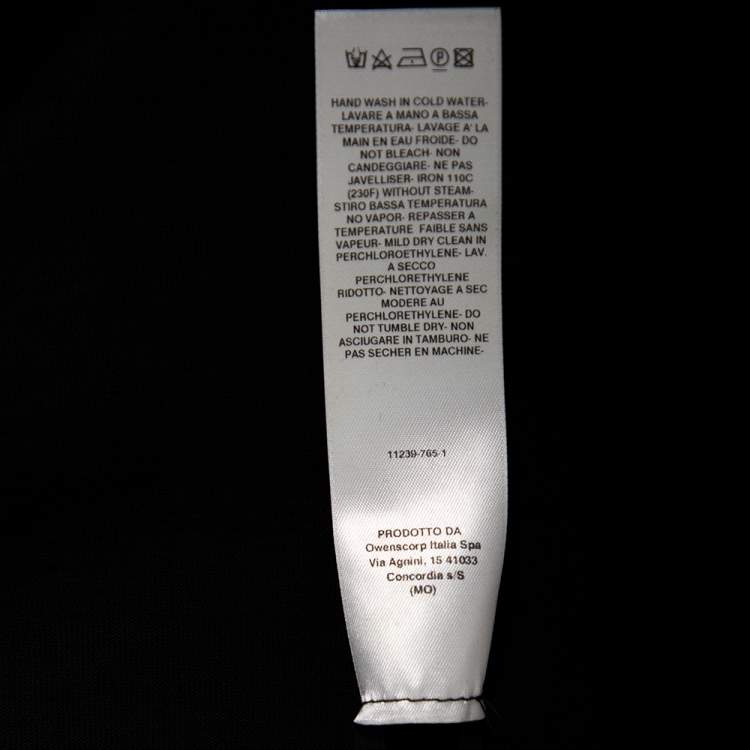 HAND WASH IN COLD WATER-
LAVARE A MANO A BASSA
TEMPERATURA- LAVAGE A' LA
MAIN EN EAU FROIDE- DO
NOT BLEACH- NON
CANDEGGIARE- NE PAS
JAVELLISER- IRON 110C
(230F) WITHOUT STEAM-
STIRO BASSA TEMPERATURA
NO VAPOR- REPASSER A
TEMPERATURE FAIBLE SANS
VAPEUR- MILD DRY CLEAN IN
PERCHLOROETHYLENE- LAV.
A SECCO
PERCHLORETHYLENE
RIDOTTO- NETTOYAGE A SEC
MODERE AU
PERCHLORETHYLENE- DO
NOT TUMBLE DRY- NON
ASCIUGARE IN TAMBURO- NE
PAS SECHER EN MACHINE-
11239-765-1
PRODOTTO DA
Owenscorp Italia Spa
Via Agnini, 15 41033
Concordia s/S
(MO)